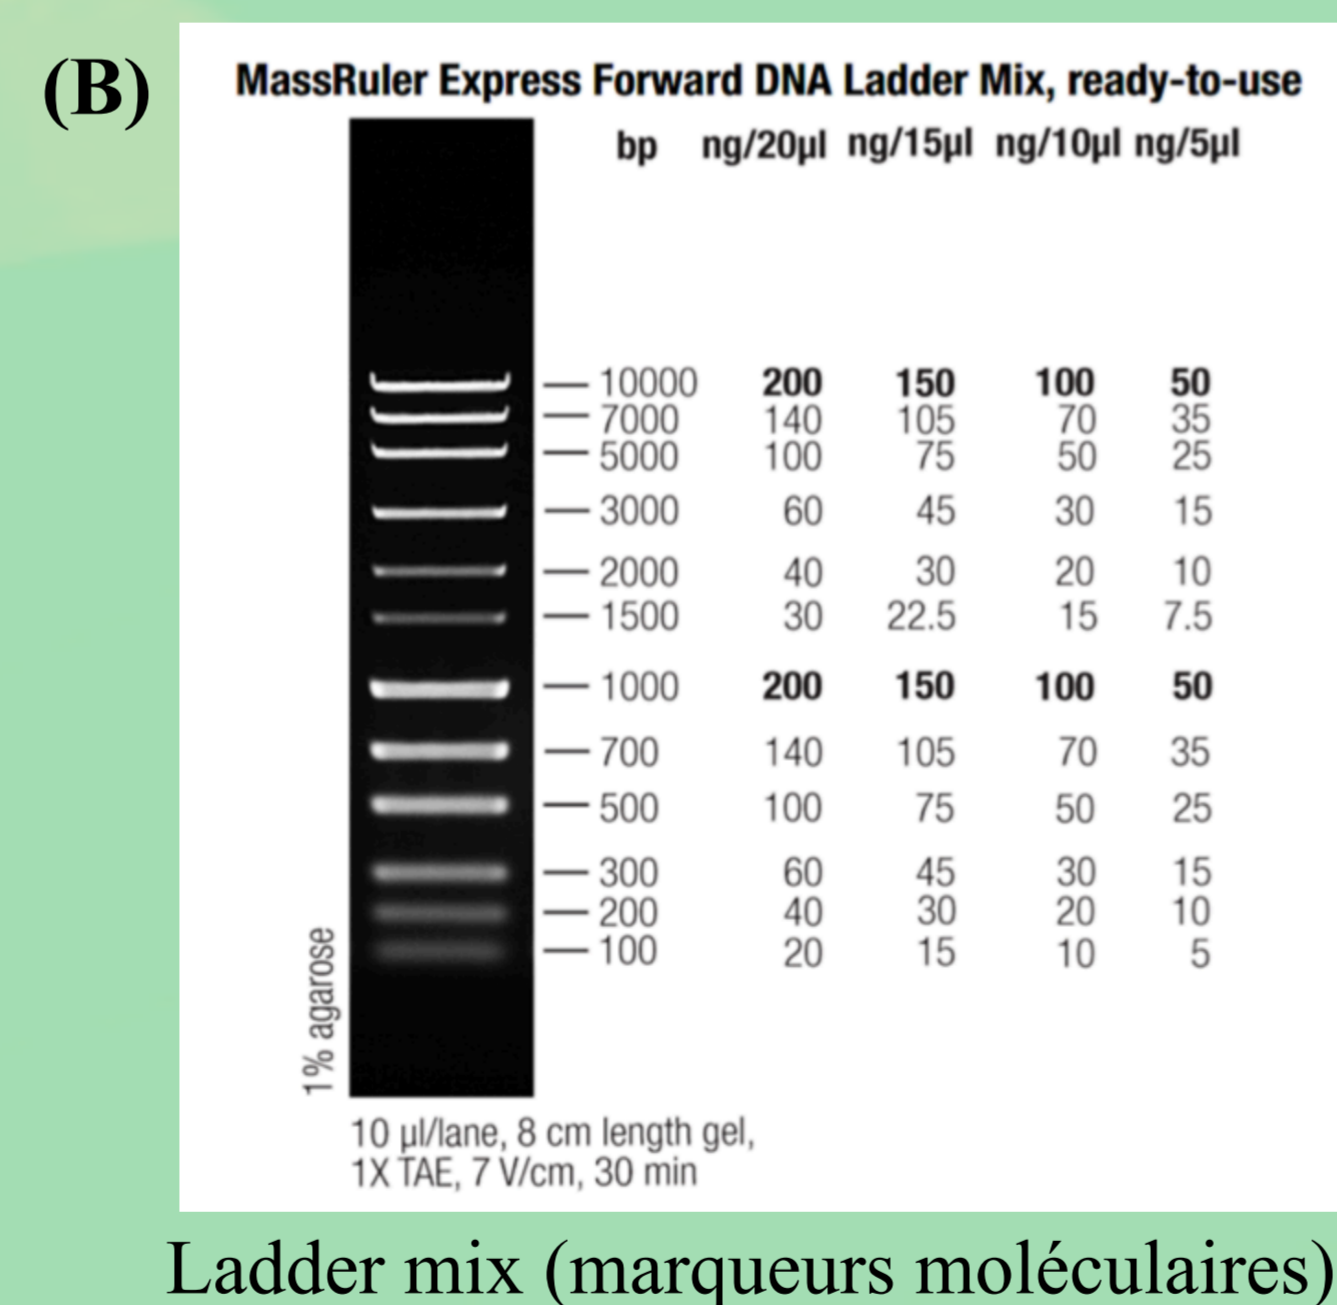 (B)
MassRuler Express Forward DNA Ladder Mix, ready-to-use
bp ng/20µl ng/15µl ng/10µl ng/5µl
10000 200 150 100 50
7000 140 105 70 35
5000 100 75 50 25
3000 60 45 30 15
2000 40 30 20 10
1500 30 22.5 15 7.5
1000 200 150 100 50
700 140 105 70 35
500 100 75 50 25
300 60 45 30 15
200 40 30 20 10
100 20 15 10 5
1% agarose
10 µl/lane, 8 cm length gel,
1X TAE, 7 V/cm, 30 min
Ladder mix (marqueurs moléculaires)